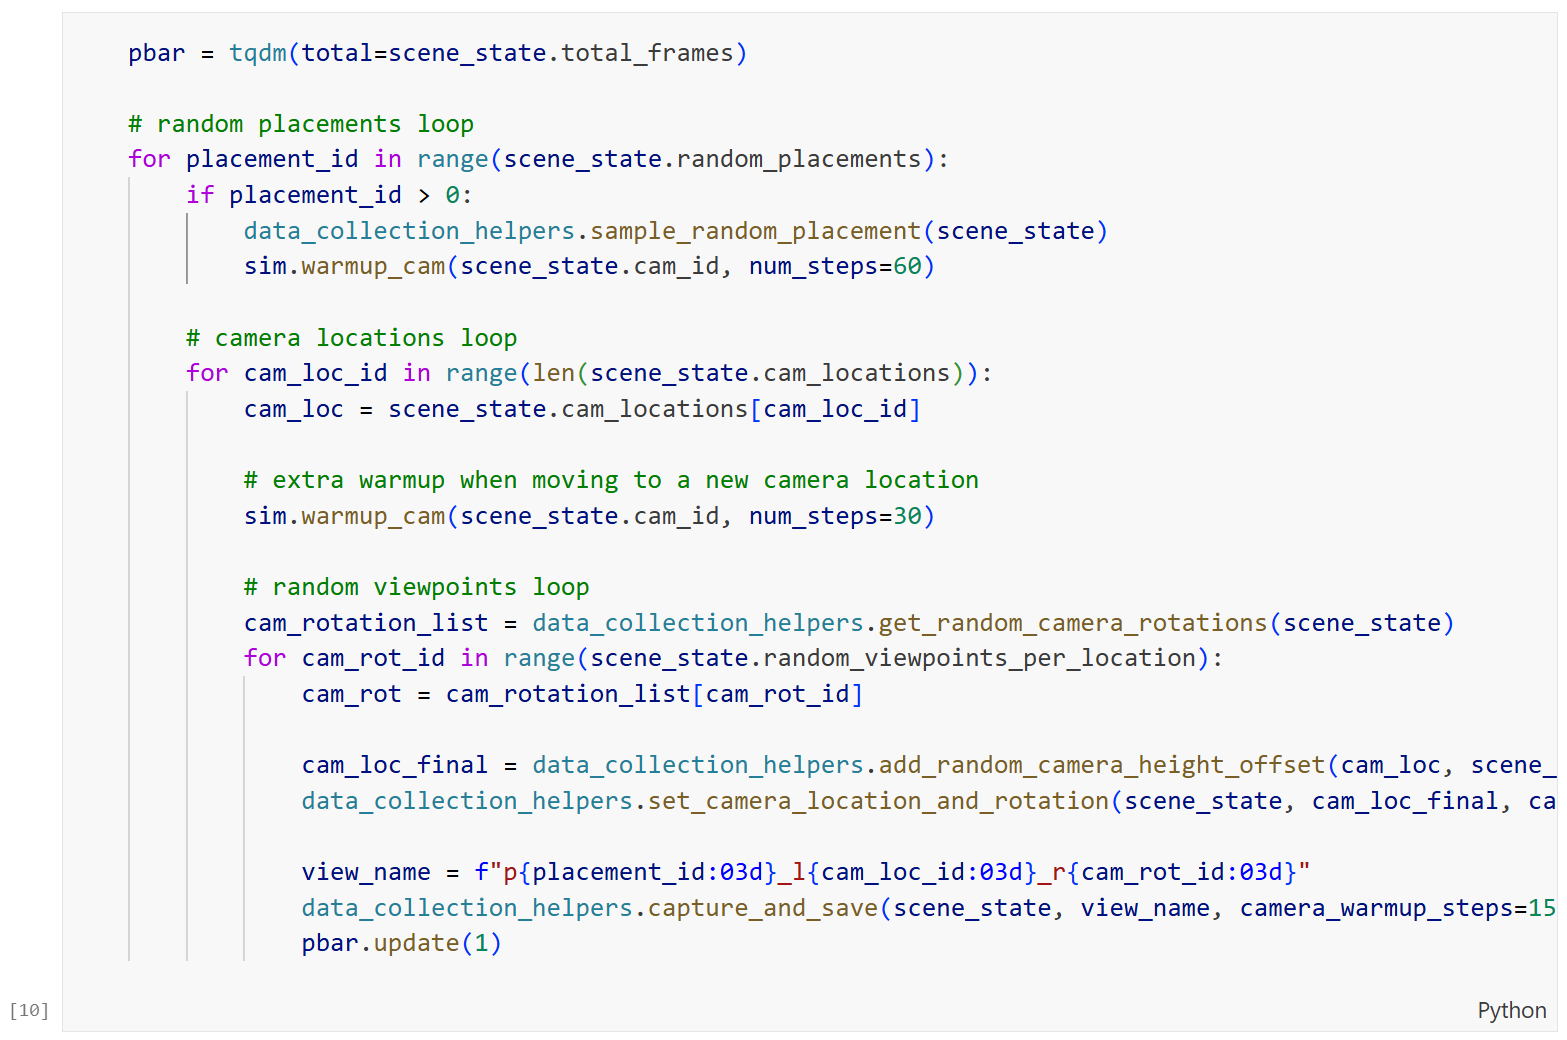 pbar = tqdm(total=scene_state.total_frames)
# random placements loop
for placement_id in range(scene_state.random_placements):
if placement_id > 0:
data_collection_helpers.sample_random_placement(scene_state)
sim.warmup_cam(scene_state.cam_id, num_steps=60)
# camera locations loop
for cam_loc_id in range(len(scene_state.cam_locations)):
cam_loc = scene_state.cam_locations[cam_loc_id]
# extra warmup when moving to a new camera location
sim.warmup_cam(scene_state.cam_id, num_steps=30)
# random viewpoints loop
cam_rotation_list = data_collection_helpers.get_random_camera_rotations(scene_state)
for cam_rot_id in range(scene_state.random_viewpoints_per_location):
cam_rot = cam_rotation_list[cam_rot_id]
cam_loc_final = data_collection_helpers.add_random_camera_height_offset(cam_loc, scene_
data_collection_helpers.set_camera_location_and_rotation(scene_state, cam_loc_final, ca
view_name = f"p{placement_id:03d}_l{cam_loc_id:03d}_r{cam_rot_id:03d}"
data_collection_helpers.capture_and_save(scene_state, view_name, camera_warmup_steps=15
pbar.update(1)
[10]
Python